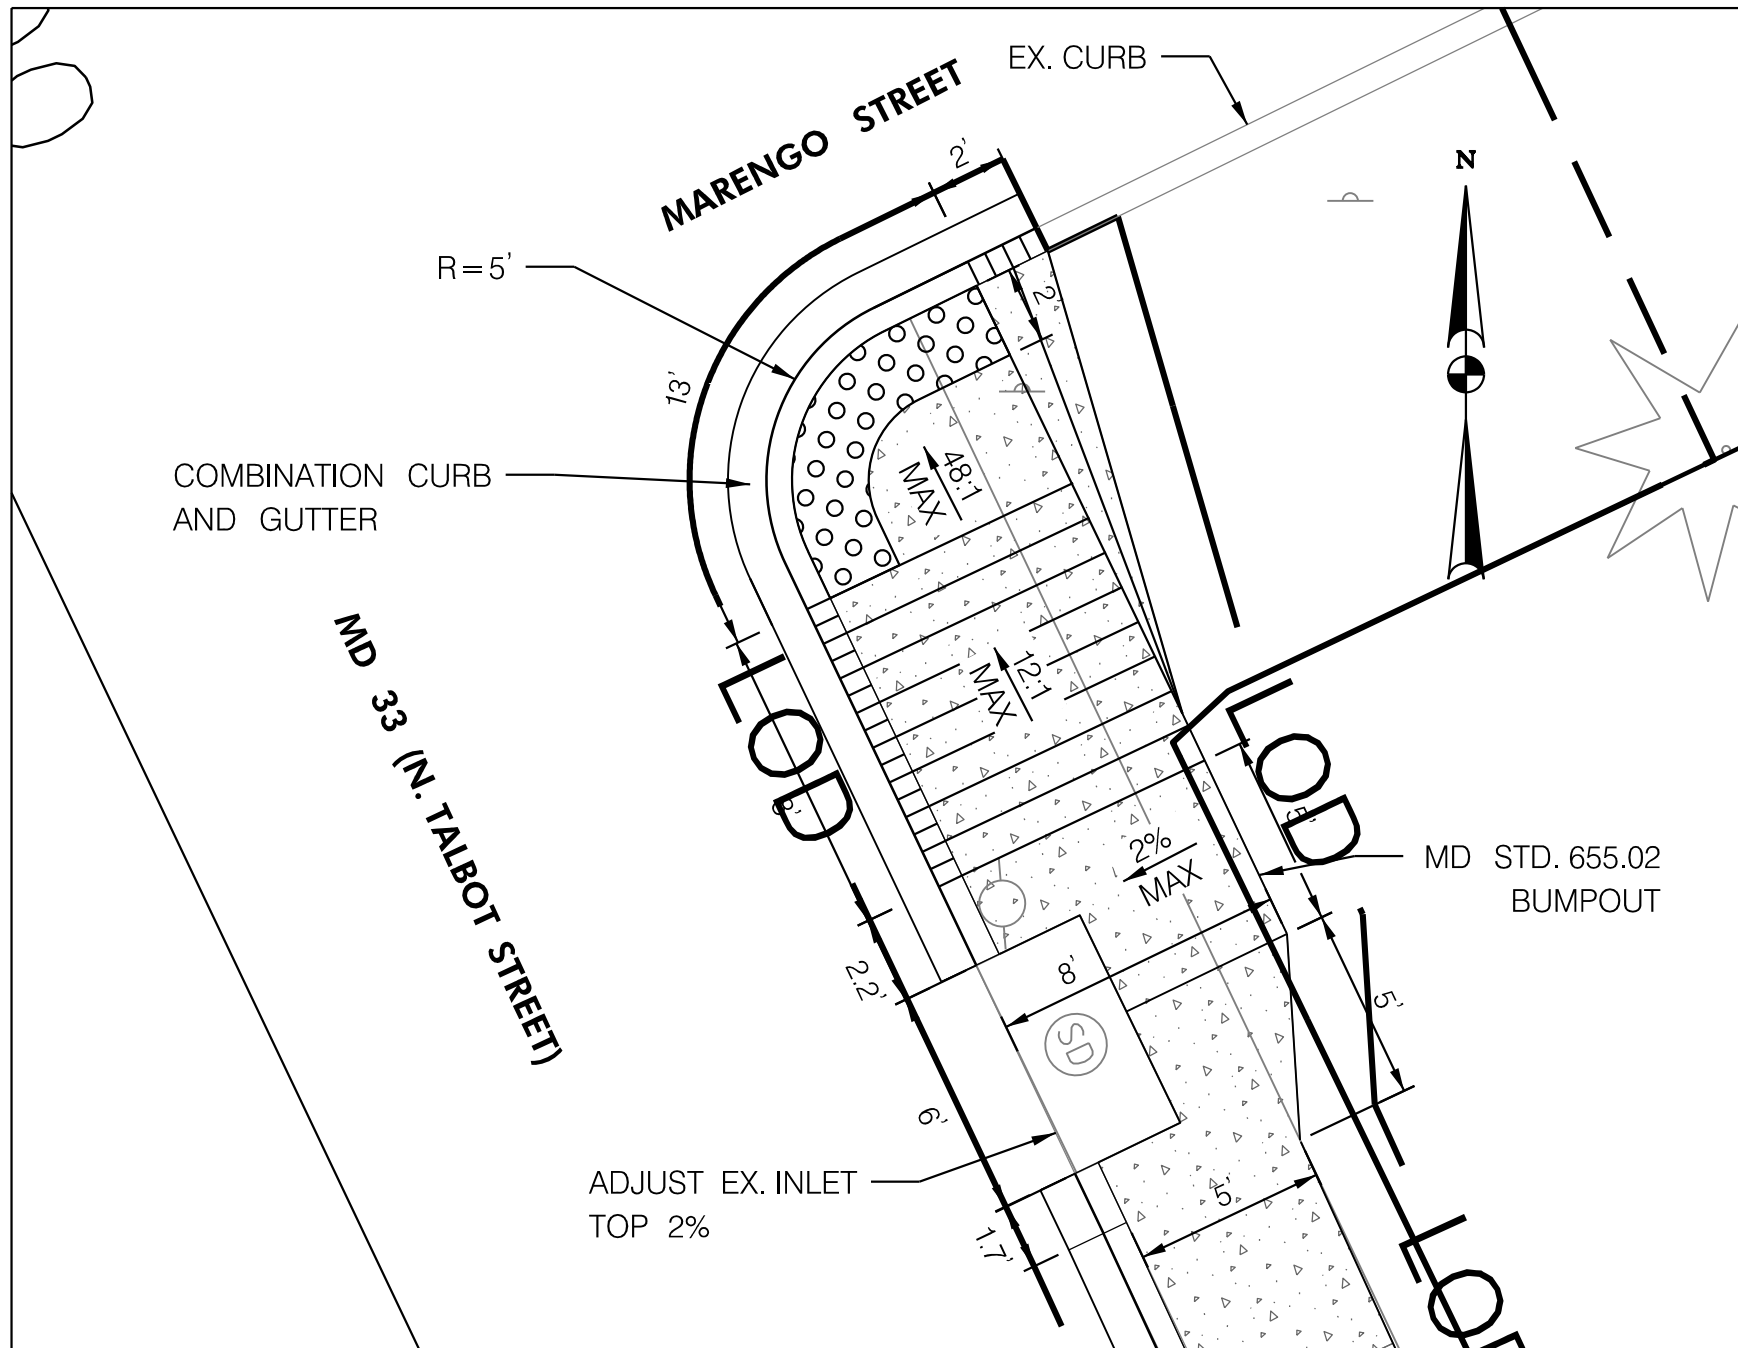 EX. CURB
MARENGO STREET
2'
N
R=5'
2'
13'
COMBINATION CURB
AND GUTTER
48:1
MAX
MD 33 (N. TALBOT STREET)
12:1
MAX
LOD
8'
LOD
5'
2%
MAX
MD STD. 655.02
BUMPOUT
2.2'
8'
5'
SD
6'
ADJUST EX. INLET
TOP 2%
5'
1.7'
LOD